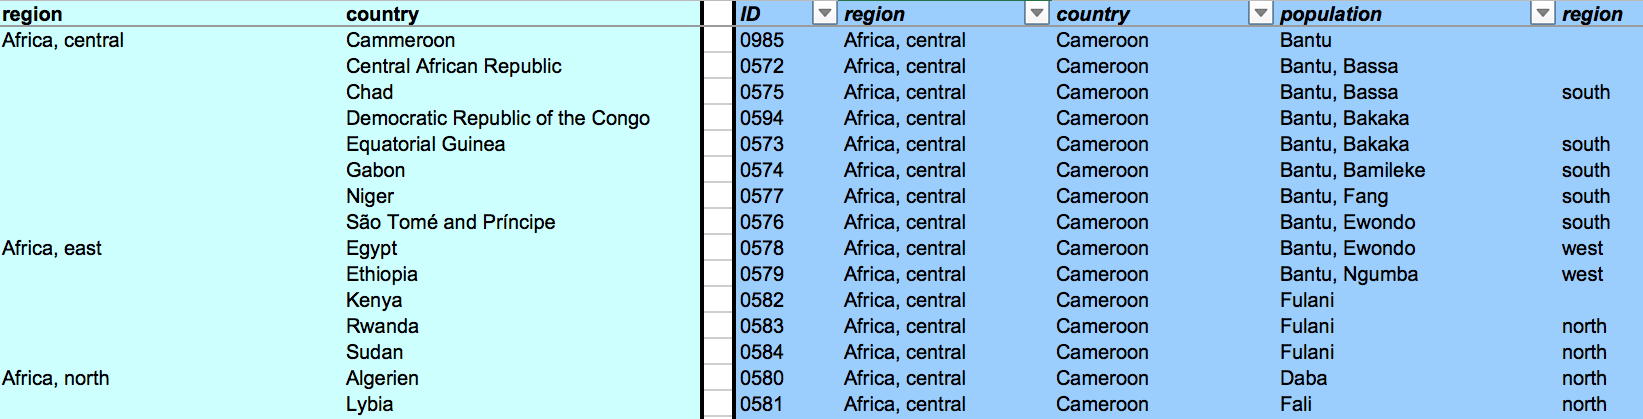 region country ID region country population region
Africa, central Cammeroon 0985 Africa, central Cameroon Bantu
Central African Republic 0572 Africa, central Cameroon Bantu, Bassa
Chad 0575 Africa, central Cameroon Bantu, Bassa south
Democratic Republic of the Congo 0594 Africa, central Cameroon Bantu, Bakaka
Equatorial Guinea 0573 Africa, central Cameroon Bantu, Bakaka south
Gabon 0574 Africa, central Cameroon Bantu, Bamileke south
Niger 0577 Africa, central Cameroon Bantu, Fang south
São Tomé and Príncipe 0576 Africa, central Cameroon Bantu, Ewondo south
Africa, east Egypt 0578 Africa, central Cameroon Bantu, Ewondo west
Ethiopia 0579 Africa, central Cameroon Bantu, Ngumba west
Kenya 0582 Africa, central Cameroon Fulani
Rwanda 0583 Africa, central Cameroon Fulani north
Sudan 0584 Africa, central Cameroon Fulani north
Africa, north Algerien 0580 Africa, central Cameroon Daba north
Lybia 0581 Africa, central Cameroon Fali north